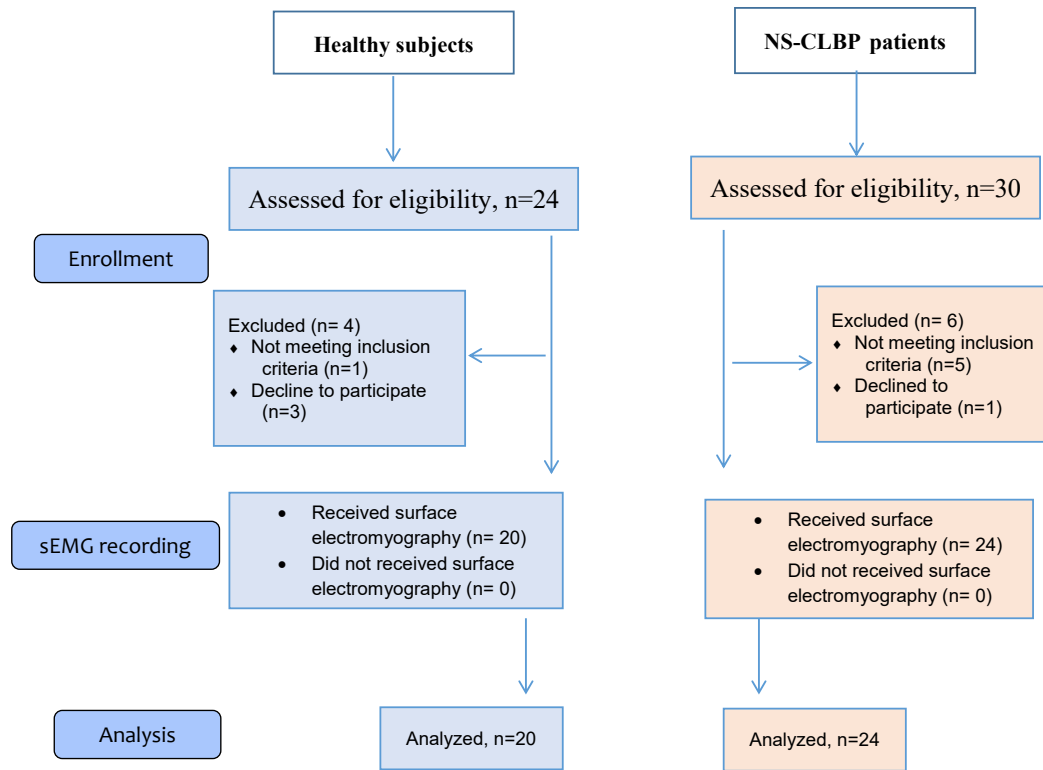 Healthy subjects
NS-CLBP patients
Assessed for eligibility, n=24
Assessed for eligibility, n=30
Enrollment
Excluded (n= 4)
♦ Not meeting inclusion
criteria (n=1)
♦ Decline to participate
(n=3)
Excluded (n= 6)
♦ Not meeting inclusion
criteria (n=5)
♦ Declined to
participate (n=1)
sEMG recording
• Received surface
electromyography (n= 20)
• Did not received surface
electromyography (n= 0)
• Received surface
electromyography (n= 24)
• Did not received surface
electromyography (n= 0)
Analysis
Analyzed, n=20
Analyzed, n=24